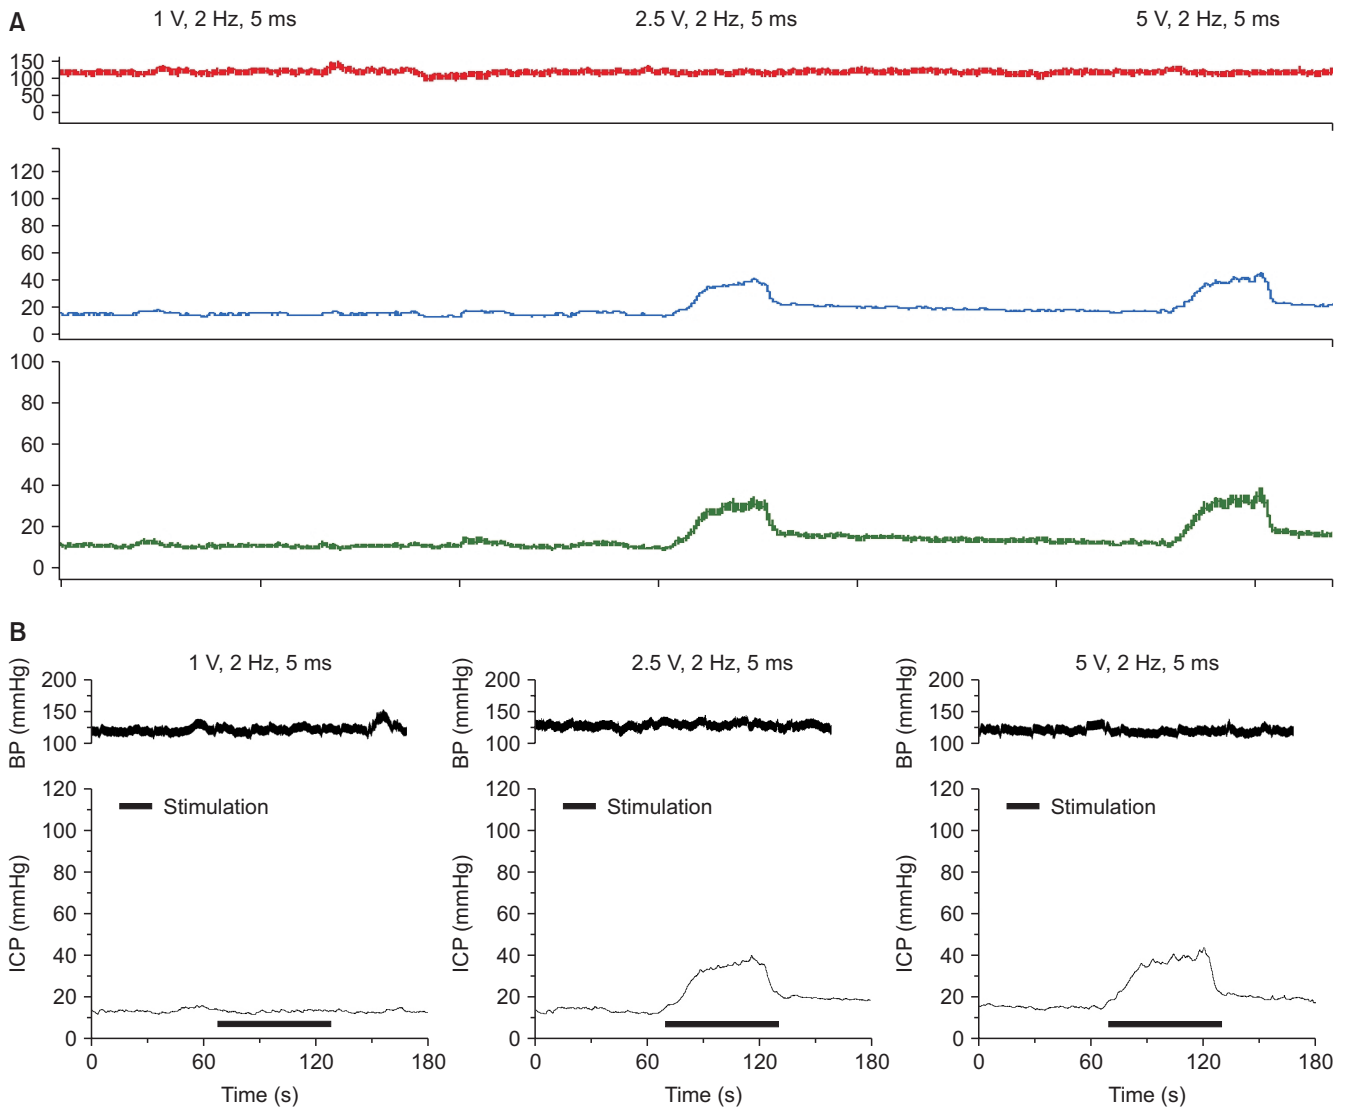 A
1 V, 2 Hz, 5 ms 2.5 V, 2 Hz, 5 ms 5 V, 2 Hz, 5 ms
150
100
50
0
120
100
80
60
40
20
0
100
80
60
40
20
0
B
1 V, 2 Hz, 5 ms
BP (mmHg)
200
150
100
ICP (mmHg)
120
100
80
60
40
20
0
Stimulation
0 60 120 180
Time (s)
2.5 V, 2 Hz, 5 ms
BP (mmHg)
200
150
100
ICP (mmHg)
120
100
80
60
40
20
0
Stimulation
0 60 120 180
Time (s)
5 V, 2 Hz, 5 ms
BP (mmHg)
200
150
100
ICP (mmHg)
120
100
80
60
40
20
0
Stimulation
0 60 120 180
Time (s)